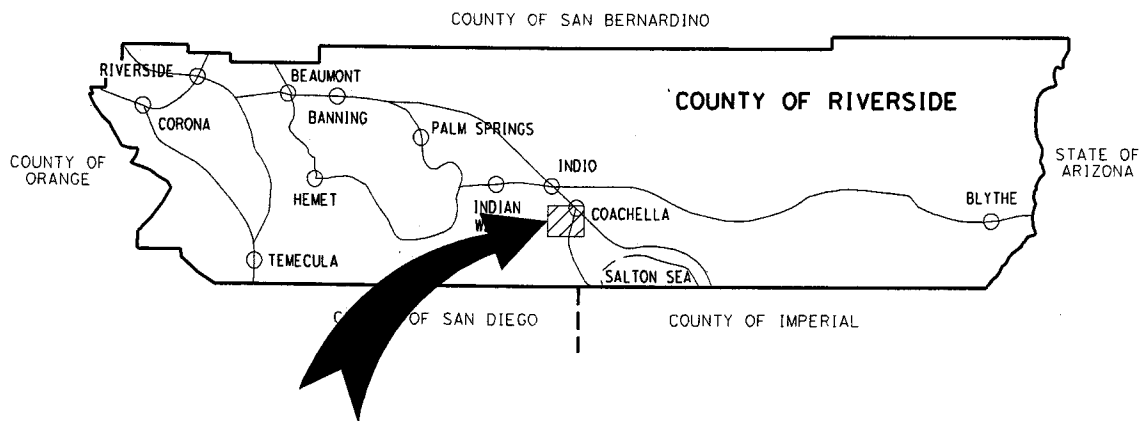 COUNTY OF SAN BERNARDINO
RIVERSIDE
BEAUMONT
COUNTY OF RIVERSIDE
CORONA
BANNING
PALM SPRINGS
COUNTY OF
ORANGE
INDIO
STATE OF
ARIZONA
HEMET
BLYTHE
INDIAN
COACHELLA
TEMECULA
SALTON SEA
OF SAN DIEGO
COUNTY OF IMPERIAL